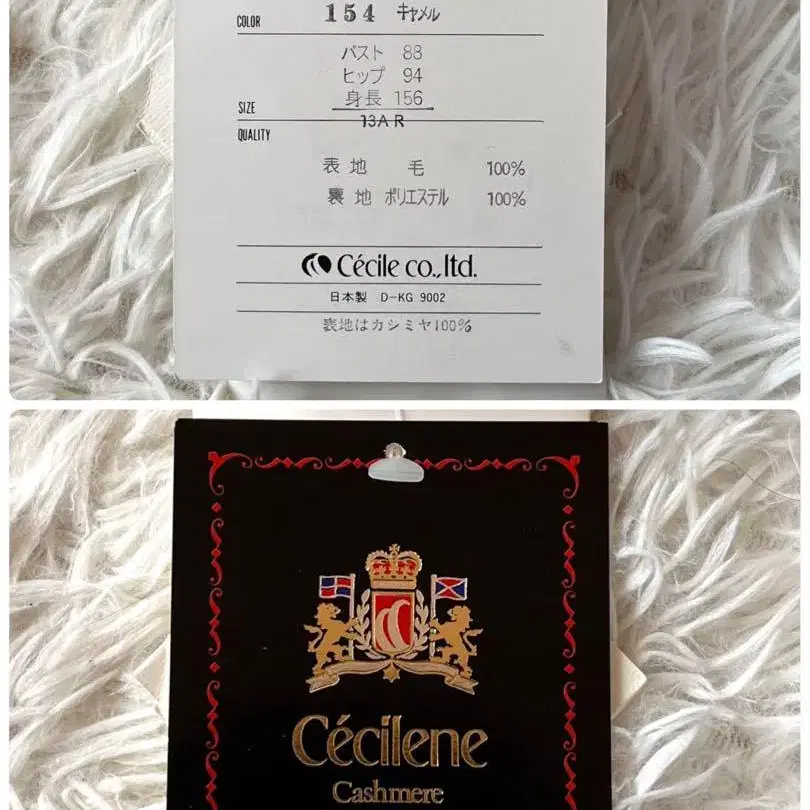 COLOR 154 キャメル
バスト 88
ヒップ 94
SIZE 身長 156
13AR
QUALITY
表地 毛 100%
裏地 ポリエステル 100%
Cécile co.,ltd.
日本製 D-KG 9002
表地はカシミヤ100%
Cécilene
Cashmere